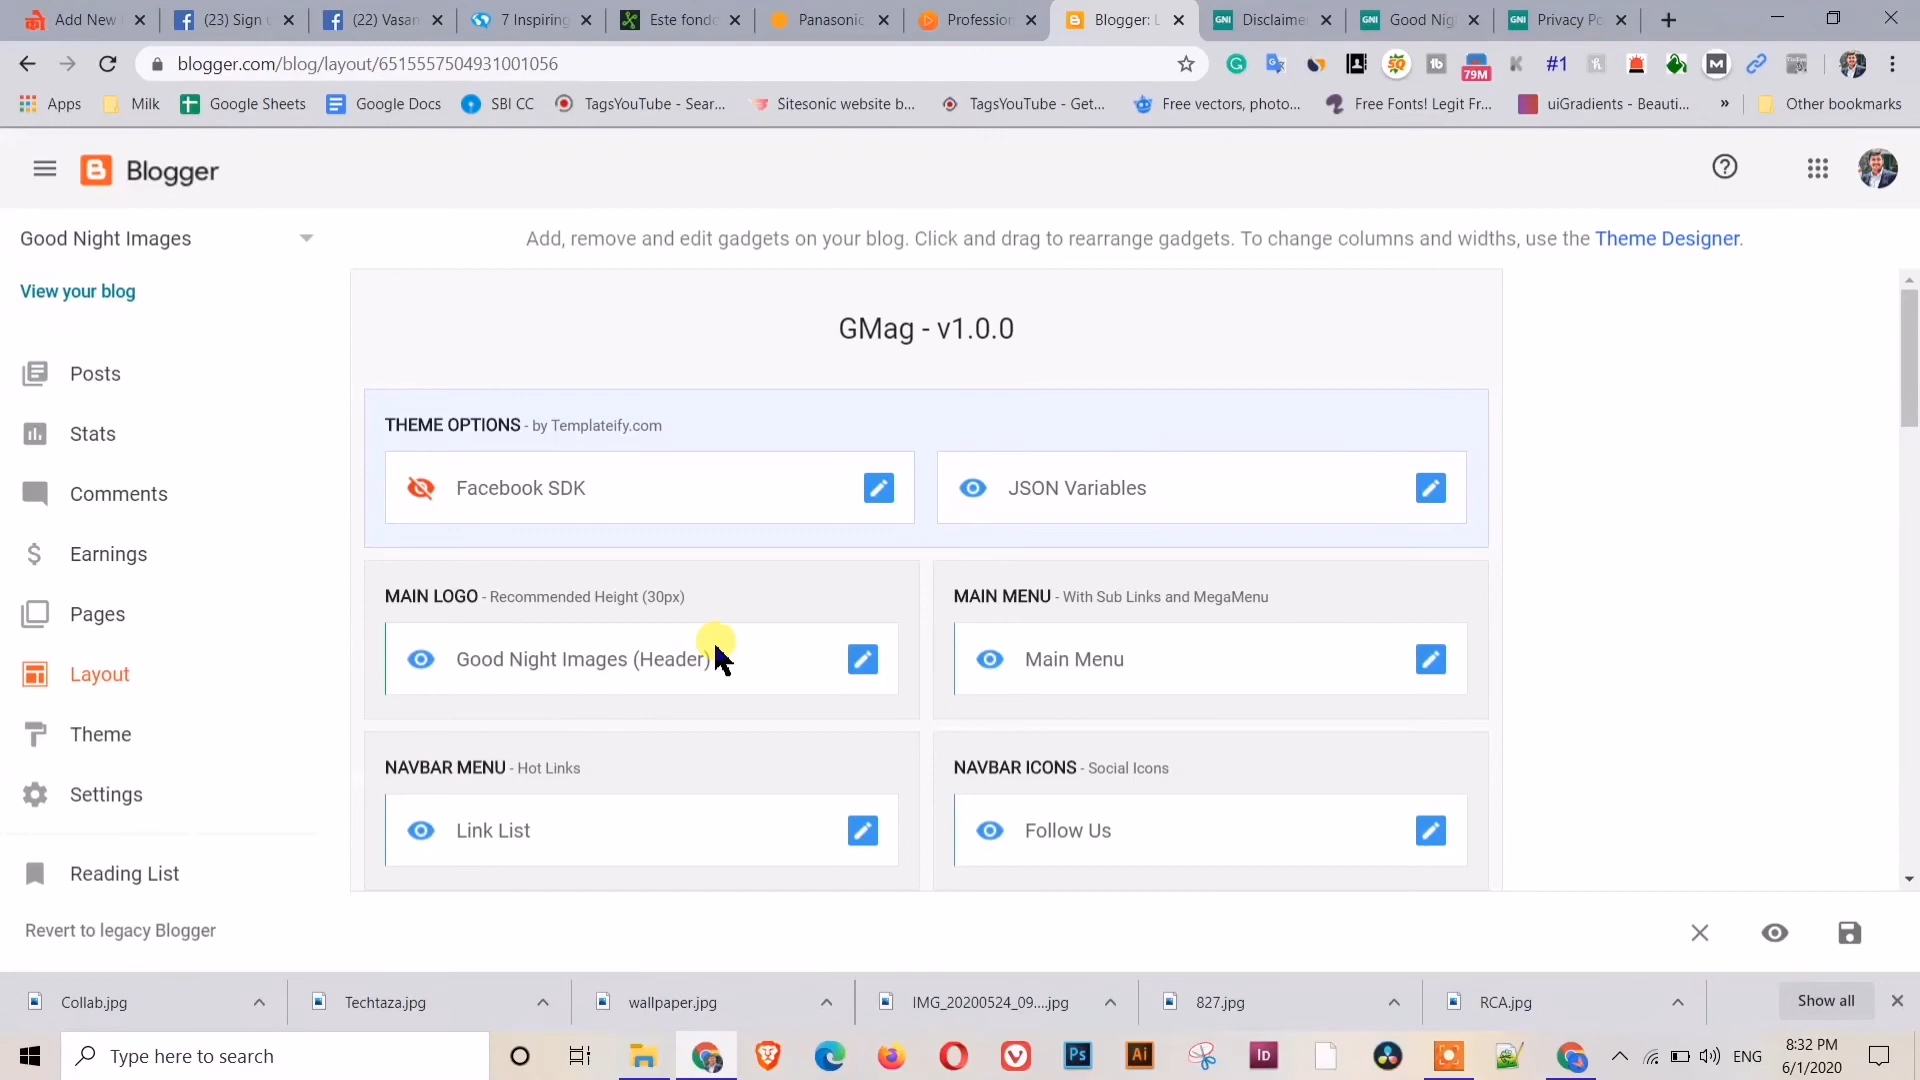 Add New
(23) Sign
(22) Vasan
7 Inspiring
Este fond
Panasonic
Profession
Blogger: L
Disclaime
Good Nig
Privacy Po
blogger.com/blog/layout/6515557504931001056
79M
#1
Apps
Milk
Google Sheets
Google Docs
SBI CC
TagsYouTube - Sear...
Sitesonic website b...
TagsYouTube - Get...
Free vectors, photo...
Free Fonts! Legit Fr...
uiGradients - Beauti...
»
Other bookmarks
Blogger
Good Night Images
Add, remove and edit gadgets on your blog. Click and drag to rearrange gadgets. To change columns and widths, use the Theme Designer.
View your blog
Posts
Stats
Comments
Earnings
Pages
Layout
Theme
Settings
Reading List
Revert to legacy Blogger
GMag - v1.0.0
THEME OPTIONS - by Templateify.com
Facebook SDK
JSON Variables
MAIN LOGO - Recommended Height (30px)
Good Night Images (Header)
MAIN MENU - With Sub Links and MegaMenu
Main Menu
NAVBAR MENU - Hot Links
Link List
NAVBAR ICONS - Social Icons
Follow Us
Collab.jpg
Techtaza.jpg
wallpaper.jpg
IMG_20200524_09....jpg
827.jpg
RCA.jpg
Show all
Type here to search
Ps
Ai
Id
ENG
8:32 PM
6/1/2020